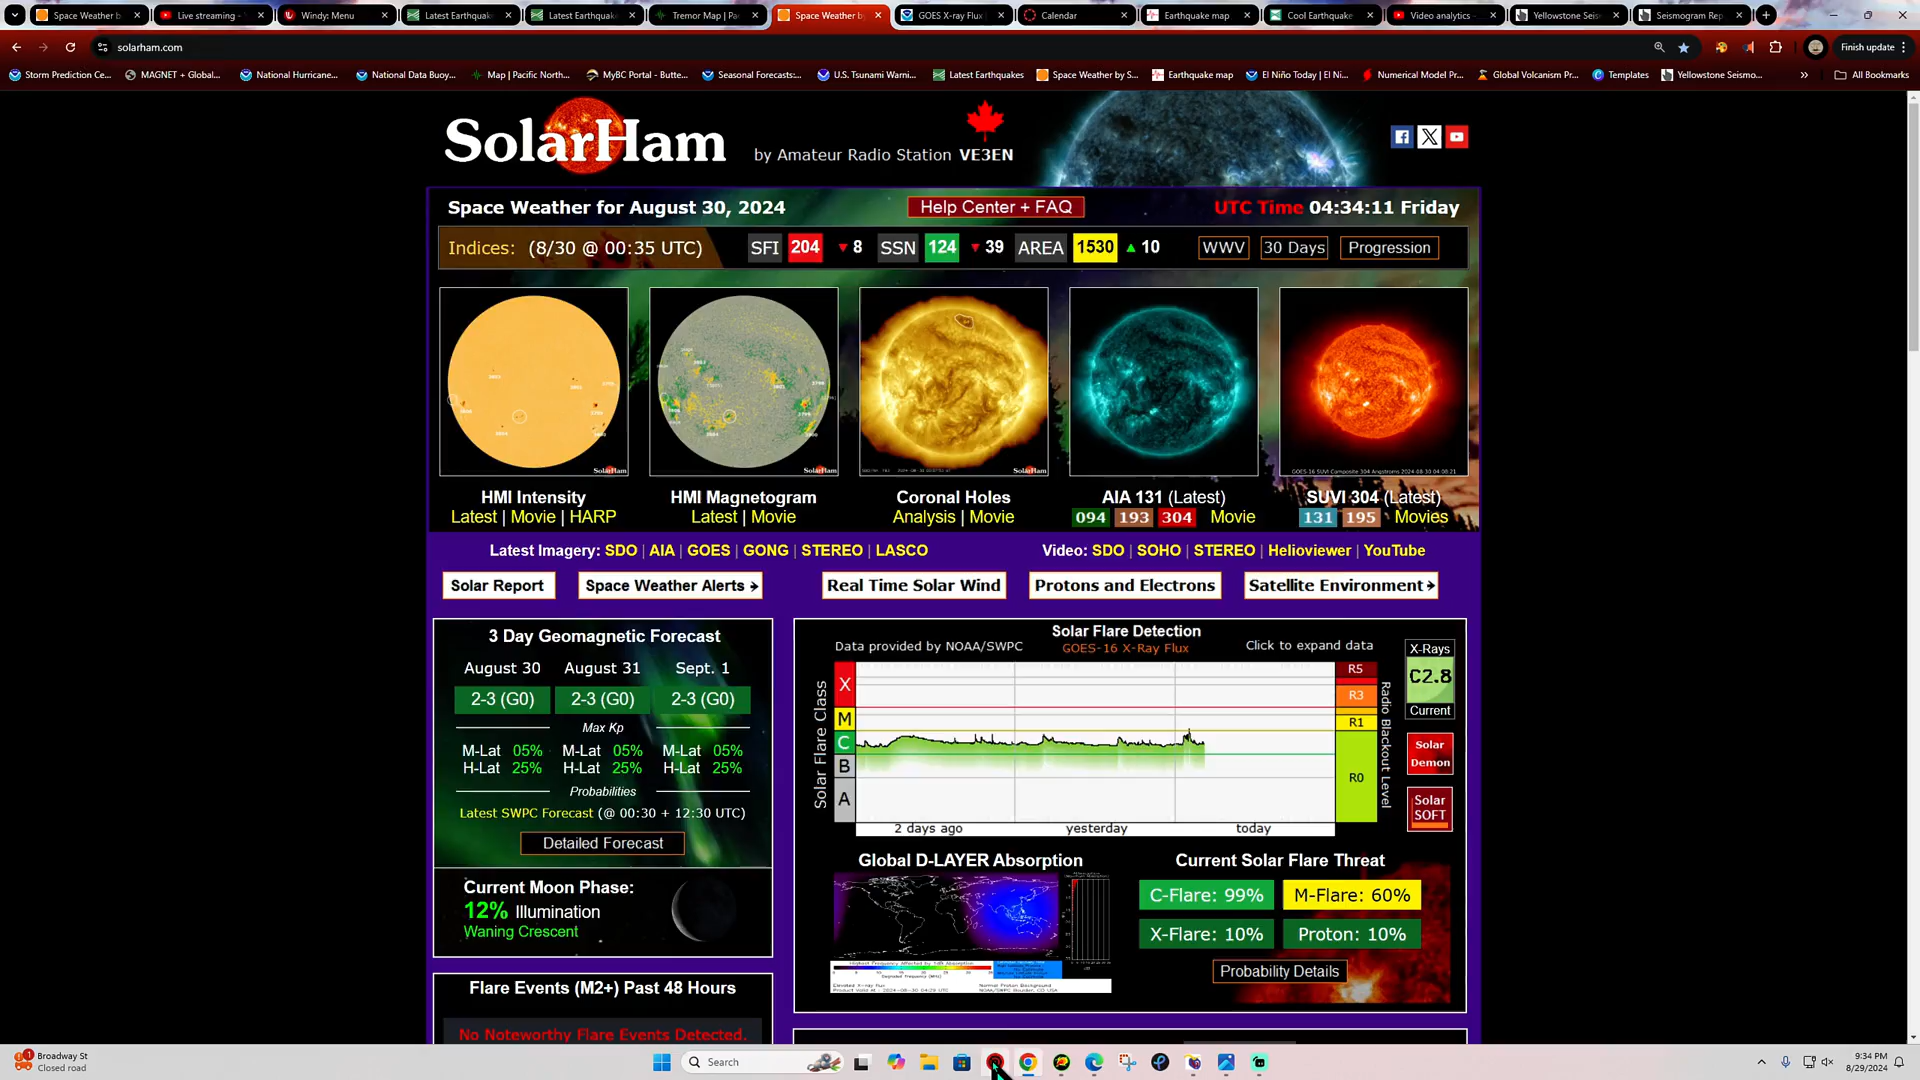 Space Weather b
Live streaming -
Windy: Menu
Latest Earthquak
Latest Earthquak
Tremor Map | Pa
Space Weather b
GOES X-ray Flux
Calendar
Earthquake map
Cool Earthquake
Video analytics -
Yellowstone Seis
Seismogram Rep
solarham.com
Finish update
Storm Prediction Ce...
MAGNET + Global...
National Hurricane...
National Data Buoy...
Map | Pacific North...
MyBC Portal - Butte...
Seasonal Forecasts:...
U.S. Tsunami Warni...
Latest Earthquakes
Space Weather by S...
Earthquake map
El Niño Today | El Ni...
Numerical Model Pr...
Global Volcanism Pr...
Templates
Yellowstone Seismo...
All Bookmarks
SolarHam
by Amateur Radio Station VE3EN
Space Weather for August 30, 2024
Help Center + FAQ
UTC Time 04:34:11 Friday
Indices: (8/30 @ 00:35 UTC) SFI 204 ▼ 8 SSN 124 ▼ 39 AREA 1530 ▲ 10 WWV 30 Days Progression
SolarHam
SolarHam
SolarHam
GOES-16 SUVI Composite 304 Angstroms 2024-08-30 04:08:21
HMI Intensity
Latest | Movie | HARP
HMI Magnetogram
Latest | Movie
Coronal Holes
Analysis | Movie
AIA 131 (Latest)
094 193 304 Movie
SUVI 304 (Latest)
131 195 Movies
Latest Imagery: SDO | AIA | GOES | GONG | STEREO | LASCO
Video: SDO | SOHO | STEREO | Helioviewer | YouTube
Solar Report
Space Weather Alerts →
Real Time Solar Wind
Protons and Electrons
Satellite Environment →
3 Day Geomagnetic Forecast
August 30 August 31 Sept. 1
2-3 (G0) 2-3 (G0) 2-3 (G0)
Max Kp
M-Lat 05% M-Lat 05% M-Lat 05%
H-Lat 25% H-Lat 25% H-Lat 25%
Probabilities
Latest SWPC Forecast (@ 00:30 + 12:30 UTC)
Detailed Forecast
Current Moon Phase:
12% Illumination
Waning Crescent
Flare Events (M2+) Past 48 Hours
No Noteworthy Flare Events Detected.
Solar Flare Detection
Data provided by NOAA/SWPC
GOES-16 X-Ray Flux
Click to expand data
Solar Flare Class
X
M
C
B
A
R5
R3
R1
R0
Radio Blackout Level
2 days ago yesterday today
X-Rays
C2.8
Current
Solar
Demon
Solar
SOFT
Global D-LAYER Absorption
Current Solar Flare Threat
C-Flare: 99% M-Flare: 60%
X-Flare: 10% Proton: 10%
Probability Details
Broadway St
Closed road
Search
9:34 PM
8/29/2024